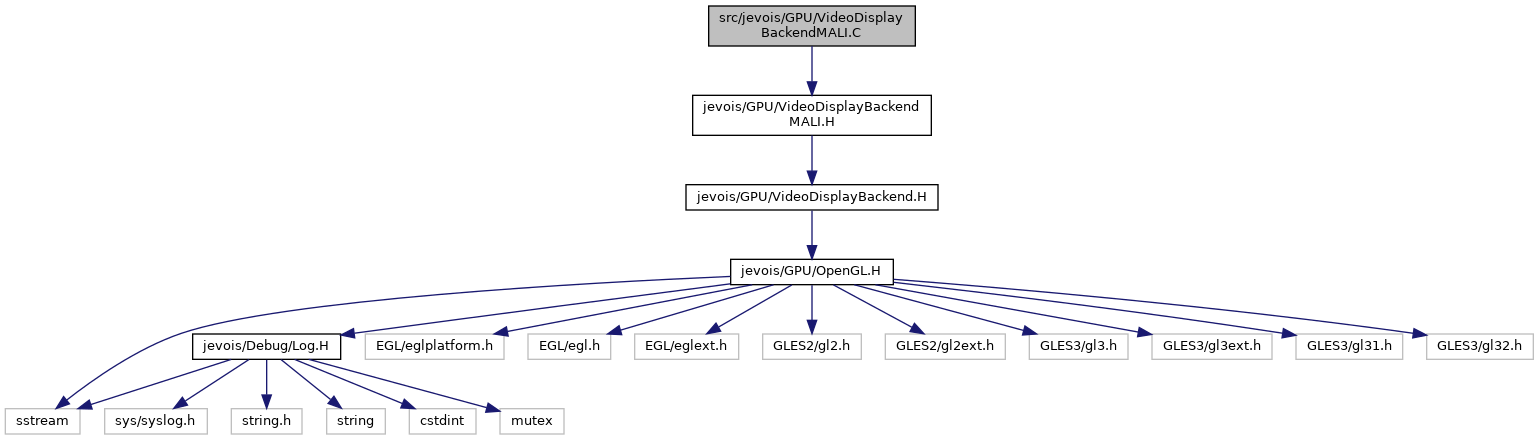 src/jevois/GPU/VideoDisplay
BackendMALI.C
jevois/GPU/VideoDisplayBackend
MALI.H
jevois/GPU/VideoDisplayBackend.H
jevois/GPU/OpenGL.H
jevois/Debug/Log.H
EGL/eglplatform.h
EGL/egl.h
EGL/eglext.h
GLES2/gl2.h
GLES2/gl2ext.h
GLES3/gl3.h
GLES3/gl3ext.h
GLES3/gl31.h
GLES3/gl32.h
sstream
sys/syslog.h
string.h
string
cstdint
mutex